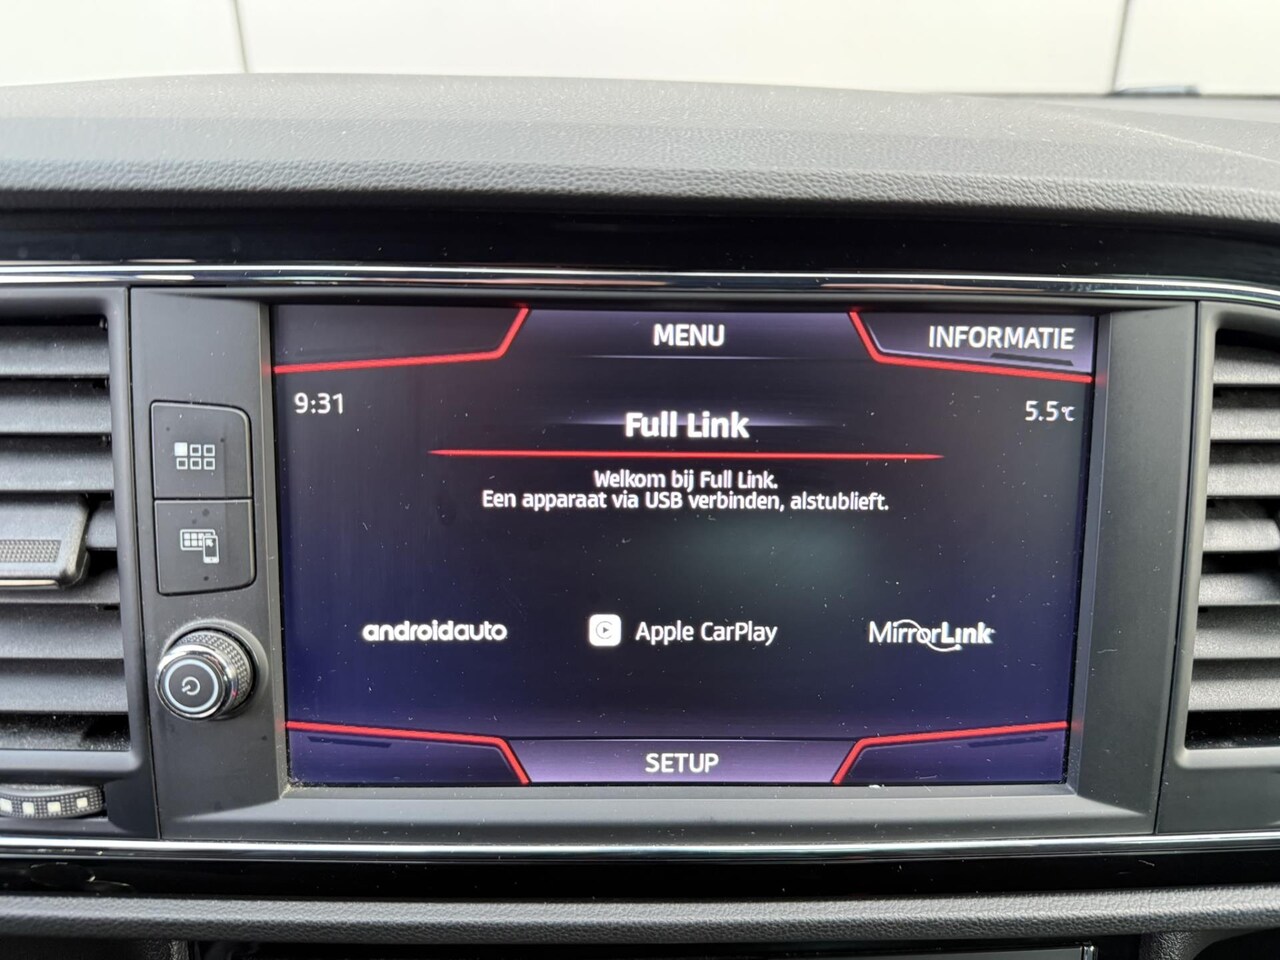 MENU
INFORMATIE
9:31
5.5°C
Full Link
Welkom bij Full Link.
Een apparaat via USB verbinden, alstublieft.
androidauto
Apple CarPlay
MirrorLink
SETUP